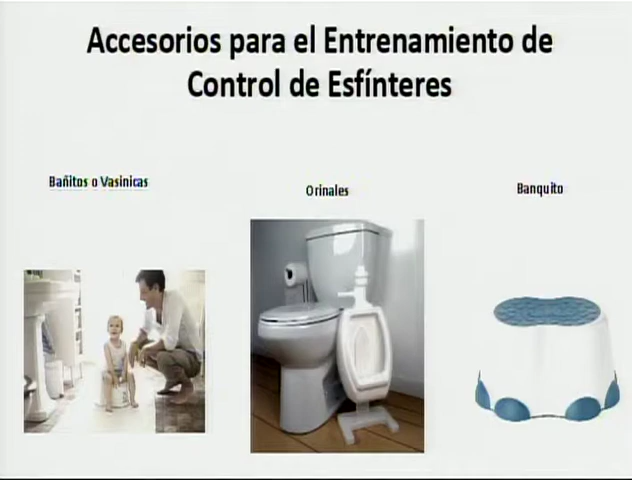 Accesorios para el Entrenamiento de
Control de Esfínteres
Bañitos o Vasinicas
Orinales
Banquito